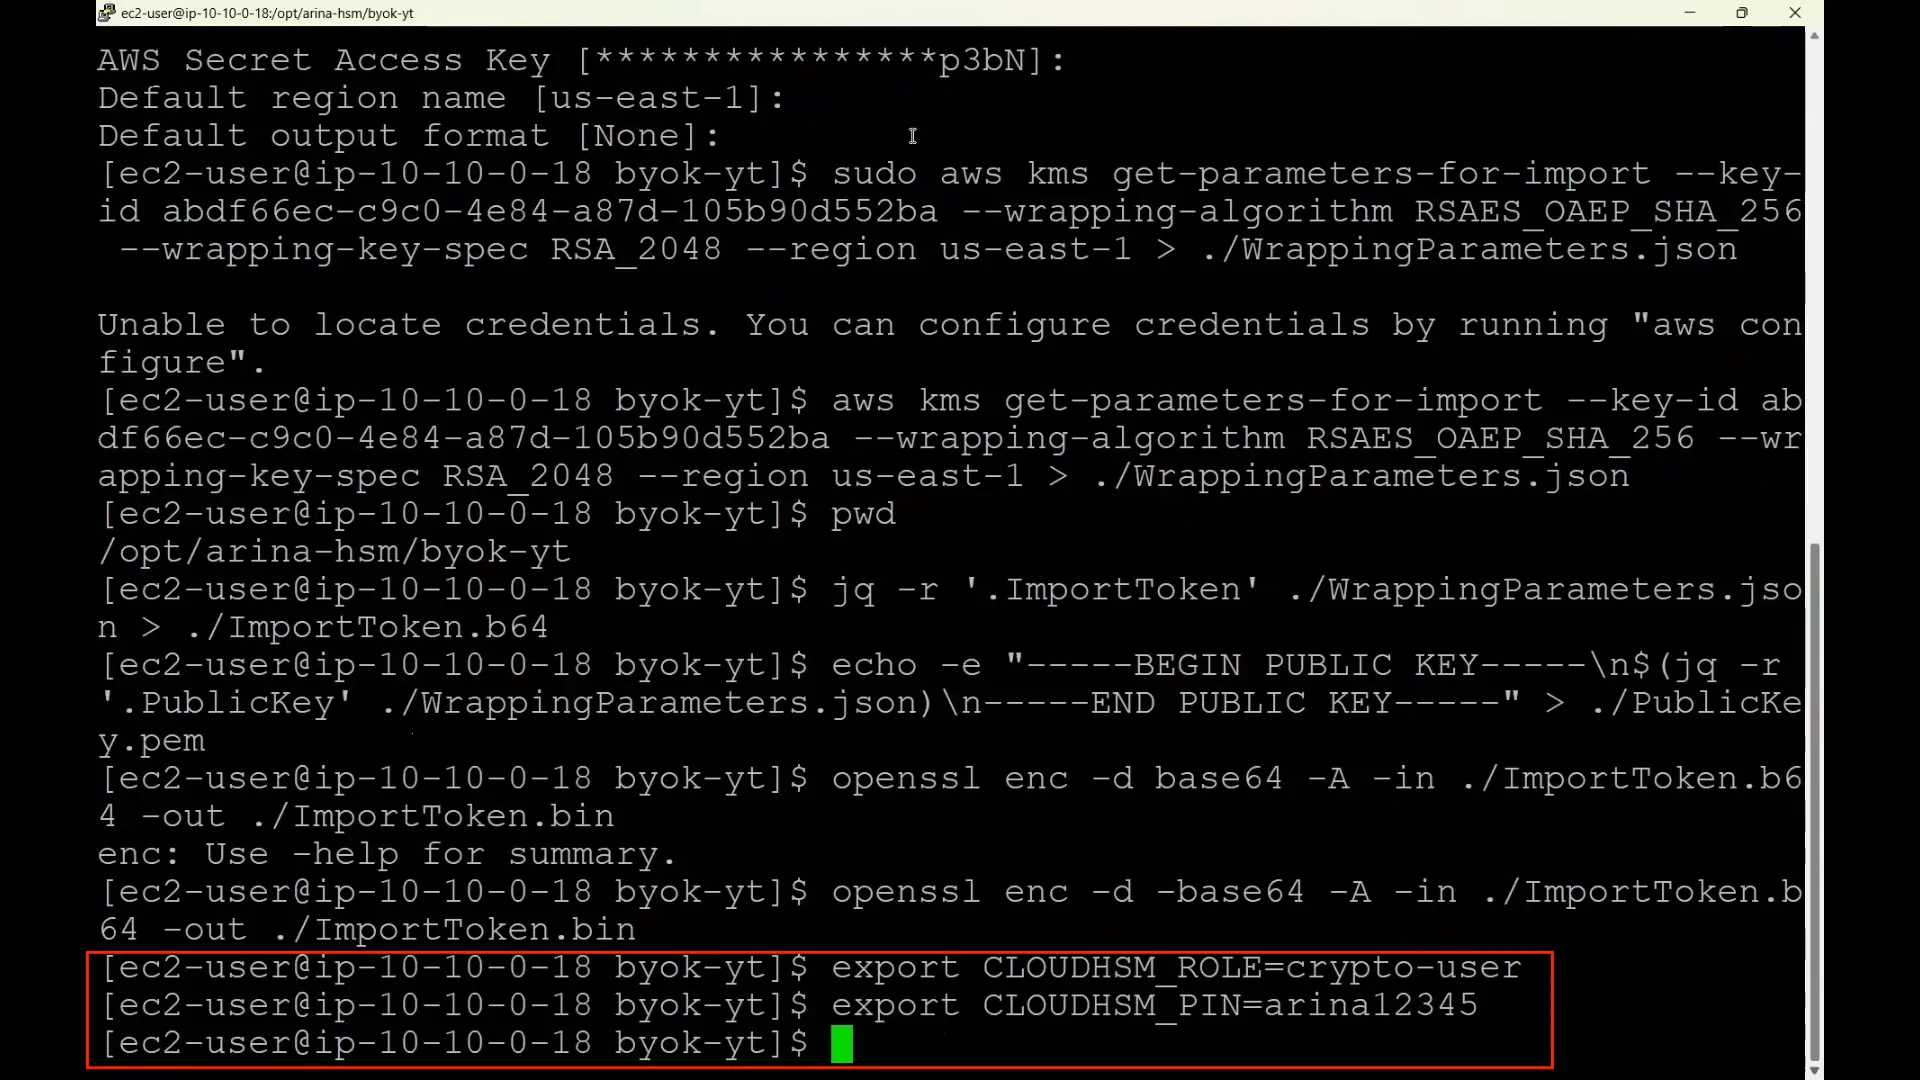 ec2-user@ip-10-10-0-18:/opt/arina-hsm/byok-yt
AWS Secret Access Key [****************p3bN]:
Default region name [us-east-1]:
Default output format [None]:
[ec2-user@ip-10-10-0-18 byok-yt]$ sudo aws kms get-parameters-for-import --key-
id abdf66ec-c9c0-4e84-a87d-105b90d552ba --wrapping-algorithm RSAES_OAEP_SHA_256
 --wrapping-key-spec RSA_2048 --region us-east-1 > ./WrappingParameters.json
Unable to locate credentials. You can configure credentials by running "aws con
figure".
[ec2-user@ip-10-10-0-18 byok-yt]$ aws kms get-parameters-for-import --key-id ab
df66ec-c9c0-4e84-a87d-105b90d552ba --wrapping-algorithm RSAES_OAEP_SHA_256 --wr
apping-key-spec RSA_2048 --region us-east-1 > ./WrappingParameters.json
[ec2-user@ip-10-10-0-18 byok-yt]$ pwd
/opt/arina-hsm/byok-yt
[ec2-user@ip-10-10-0-18 byok-yt]$ jq -r '.ImportToken' ./WrappingParameters.jso
n > ./ImportToken.b64
[ec2-user@ip-10-10-0-18 byok-yt]$ echo -e "-----BEGIN PUBLIC KEY-----\n$(jq -r
'.PublicKey' ./WrappingParameters.json)\n-----END PUBLIC KEY-----" > ./PublicKe
y.pem
[ec2-user@ip-10-10-0-18 byok-yt]$ openssl enc -d base64 -A -in ./ImportToken.b6
4 -out ./ImportToken.bin
enc: Use -help for summary.
[ec2-user@ip-10-10-0-18 byok-yt]$ openssl enc -d -base64 -A -in ./ImportToken.b
64 -out ./ImportToken.bin
[ec2-user@ip-10-10-0-18 byok-yt]$ export CLOUDHSM_ROLE=crypto-user
[ec2-user@ip-10-10-0-18 byok-yt]$ export CLOUDHSM_PIN=arina12345
[ec2-user@ip-10-10-0-18 byok-yt]$